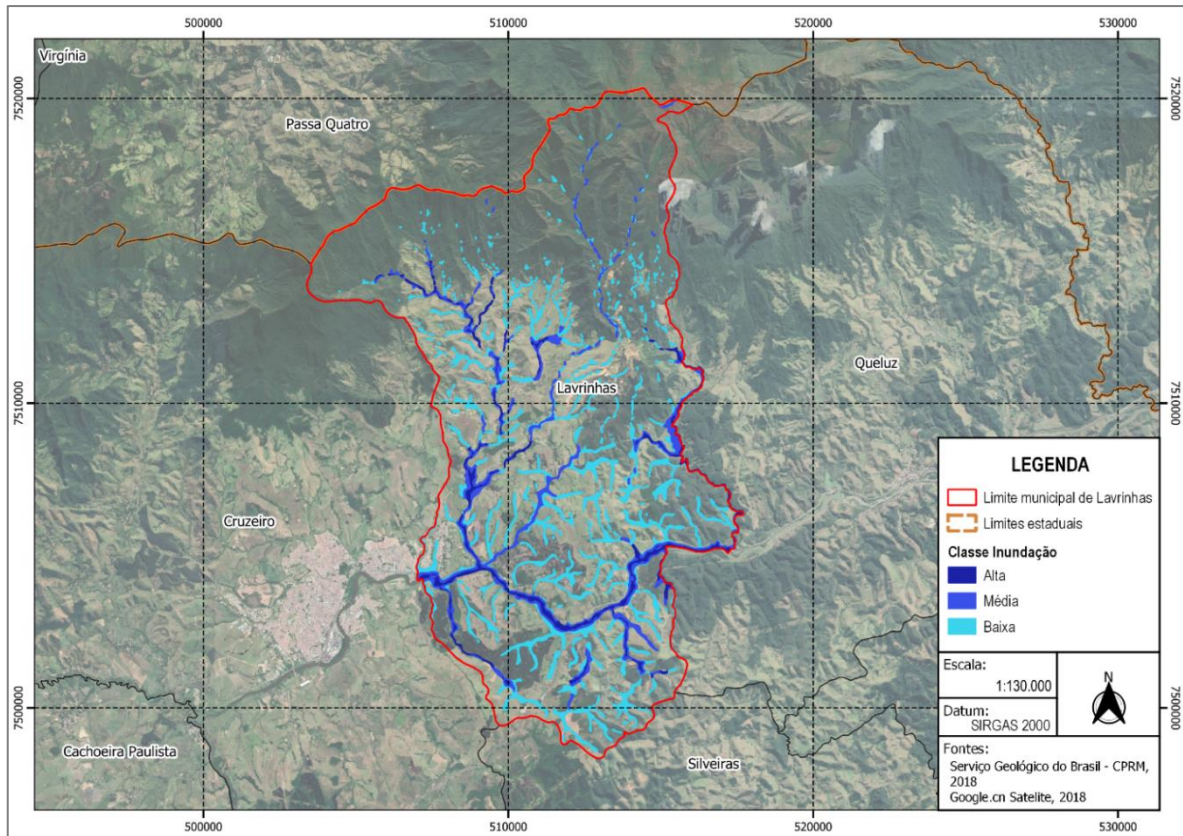 500000
510000
520000
530000
Virgínia
7520000
7520000
Passa Quatro
Queluz
Lavrinhas
7510000
7510000
Cruzeiro
LEGENDA
Limite municipal de Lavrinhas
Limites estaduais
Classe Inundação
Alta
Média
Baixa
Escala:
1:130.000
N
Datum:
SIRGAS 2000
Fontes:
Serviço Geológico do Brasil - CPRM,
2018
Google.cn Satelite, 2018
7500000
7500000
Cachoeira Paulista
Silveiras
500000
510000
520000
530000